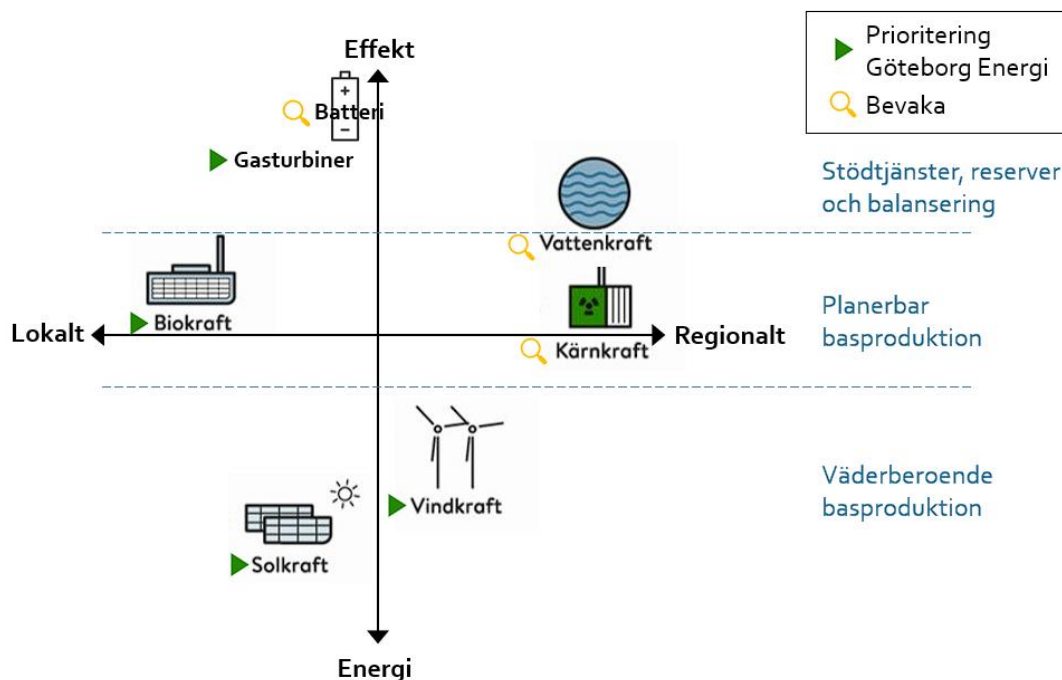 Effekt
Prioritering
Göteborg Energi
Bevaka
Batteri
Gasturbiner
Stödtjänster, reserver
och balansering
Vattenkraft
Biokraft
Planerbar
basproduktion
Lokalt
Regionalt
Kärnkraft
Väderberoende
basproduktion
Vindkraft
Solkraft
Energi